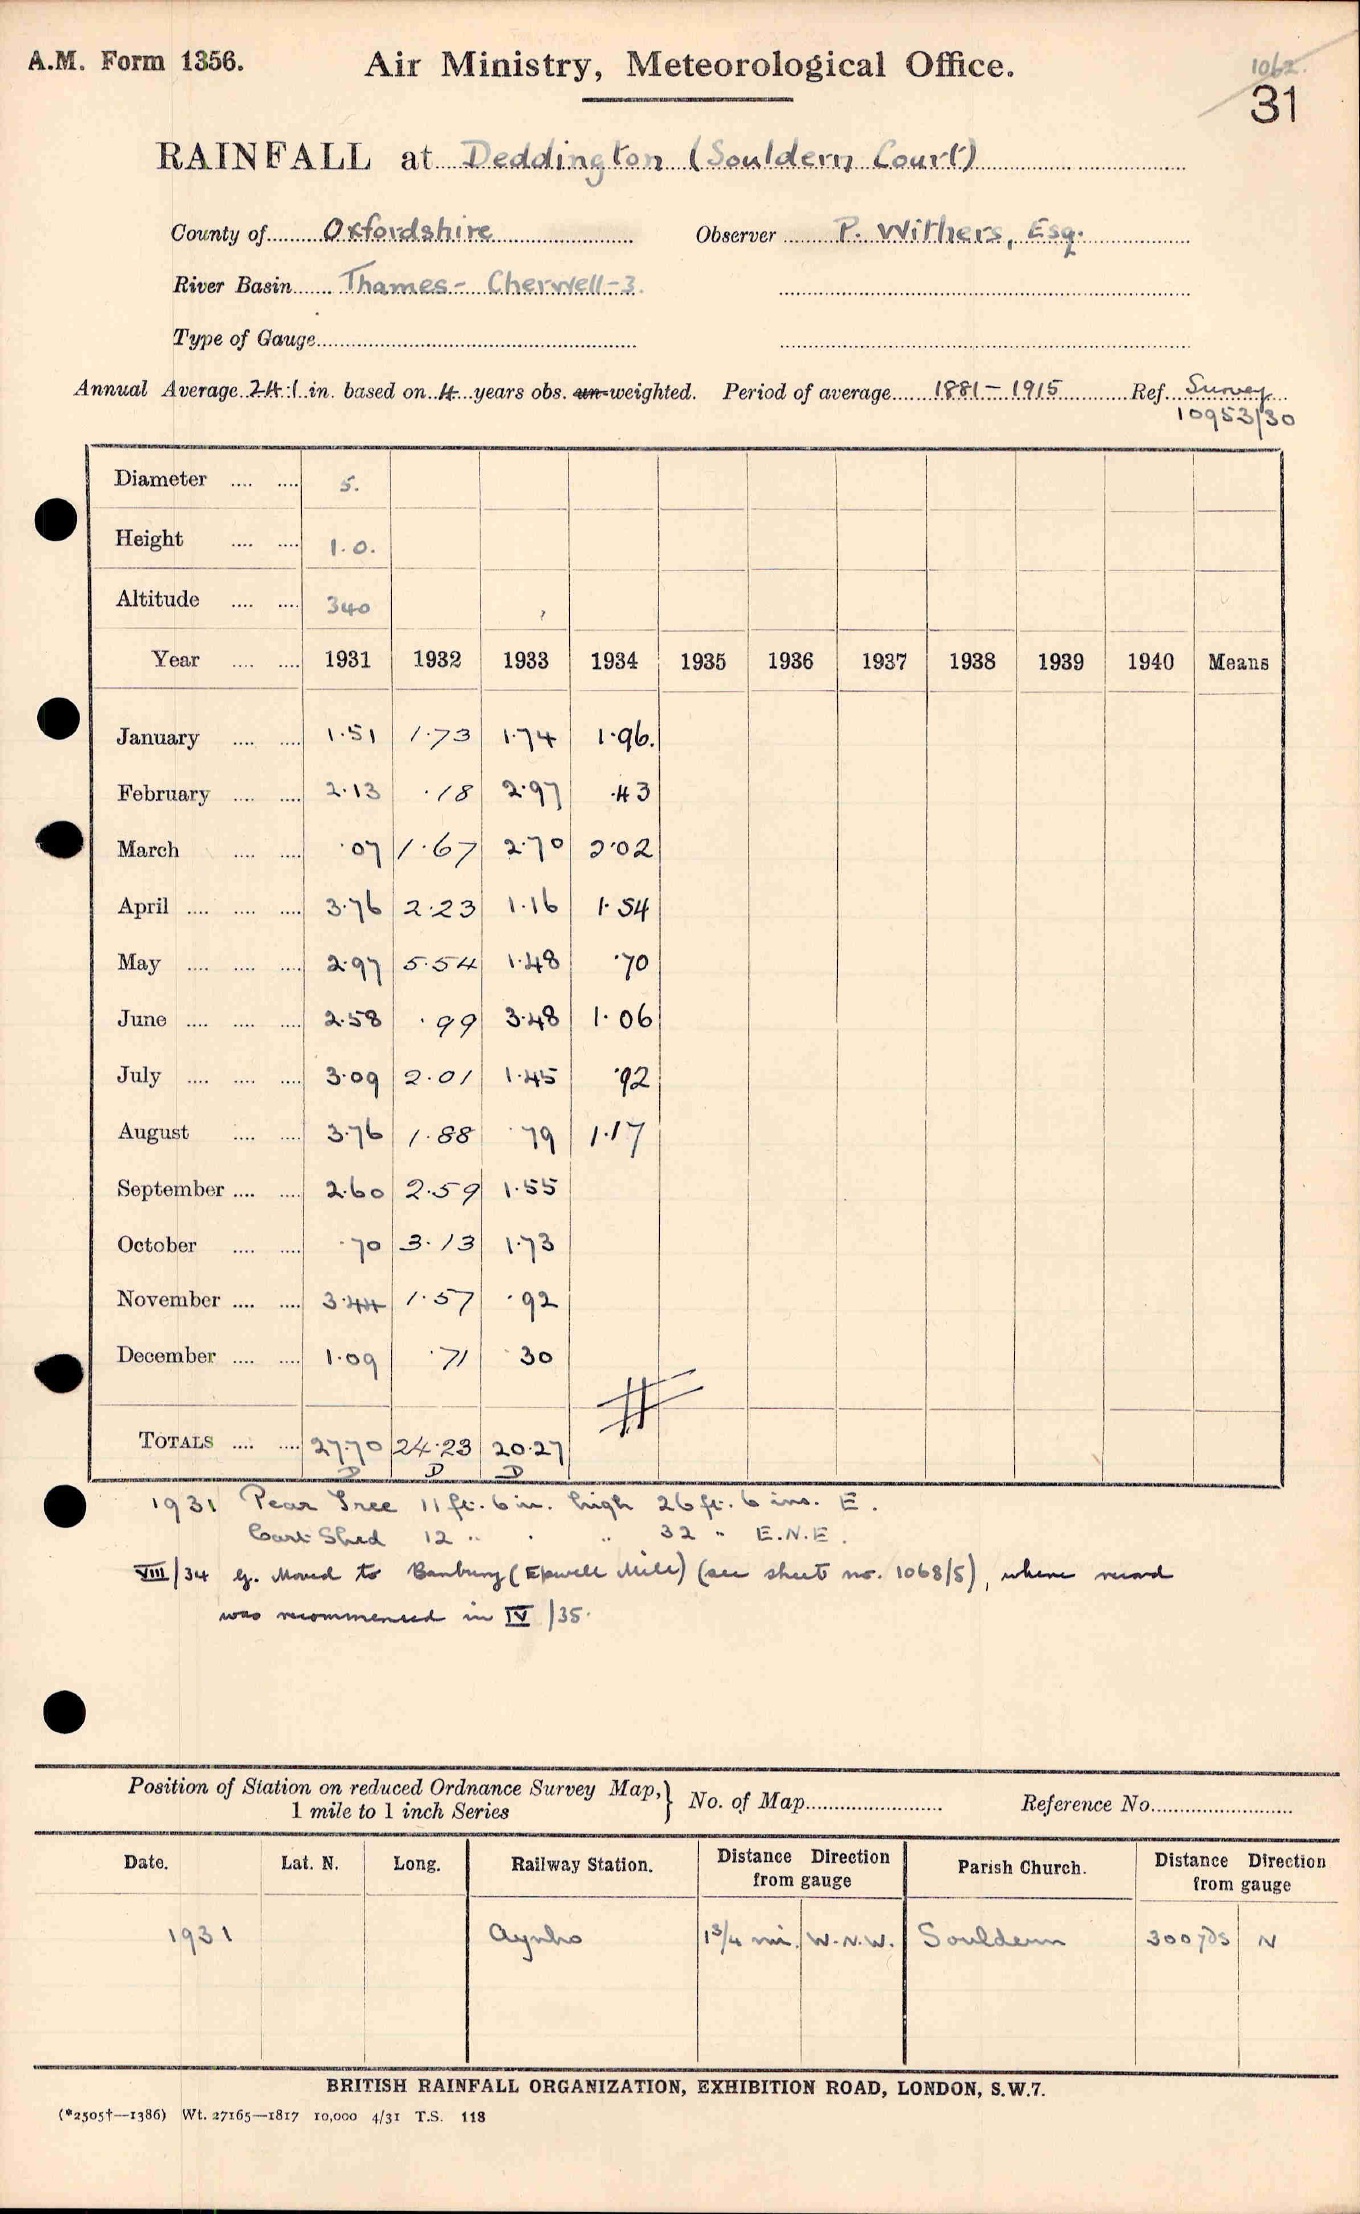 A.M. Form 1356.
Air Ministry, Meteorological Office.
1062.
31
RAINFALL at Deddington (Souldern Court)
County of Oxfordshire Observer P. Withers, Esq.
River Basin Thames - Cherwell - 3.
Type of Gauge
Annual Average 24.1 in. based on 4 years obs. un-weighted. Period of average 1881 - 1915 Ref. Survey
10953/30
Diameter .... .... 5.
Height .... .... 1.0.
Altitude .... .... 340
Year .... .... 1931 1932 1933 1934 1935 1936 1937 1938 1939 1940 Means
January .... .... 1.51 1.73 1.74 1.96.
February .... .... 2.13 .18 2.97 .43
March .... .... .07 1.67 2.70 2.02
April .... .... .... 3.76 2.23 1.16 1.54
May .... .... .... 2.97 5.54 1.48 .70
June .... .... .... 2.58 .99 3.48 1.06
July .... .... .... 3.09 2.01 1.45 .92
August .... .... 3.76 1.88 .79 1.17
September .... .... 2.60 2.59 1.55
October .... .... .70 3.13 1.73
November .... .... 3.44 1.57 .92
December .... .... 1.09 .71 .30
TOTALS .... .... 27.70 24.23 20.27
D D D
1931 Pear Tree 11 ft. 6 in. high 26 ft. 6 ins. E.
Cart Shed 12 " . " 32 " E.N.E.
VIII/34 g. Moved to Banbury (Epwell Mill) (see sheet no. 1068/5), where record
was recommenced in IV/35.
Position of Station on reduced Ordnance Survey Map, } No. of Map Reference No.
1 mile to 1 inch Series
Date. Lat. N. Long. Railway Station. Distance Direction from gauge Parish Church. Distance Direction from gauge
1931 Aynho 1 3/4 mi. W.N.W. Souldern 300 yds N
BRITISH RAINFALL ORGANIZATION, EXHIBITION ROAD, LONDON, S.W.7.
(*2505†—1386) Wt. 27165—1817 10,000 4/31 T.S. 118